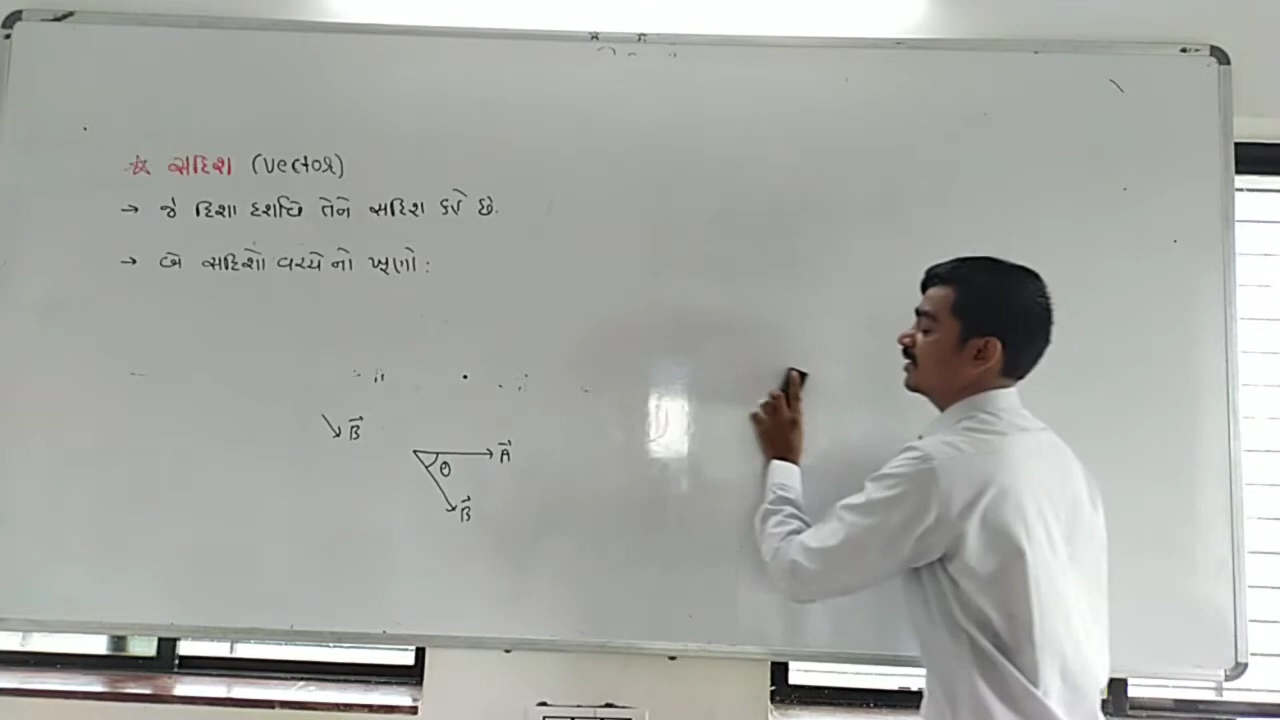 ☆ સદિશ (Vector)
→ જે દિશા દર્શાવે તેને સદિશ કહે છે.
→ બે સદિશો વચ્ચે નો ખૂણો :
B⃗
A⃗
θ
B⃗